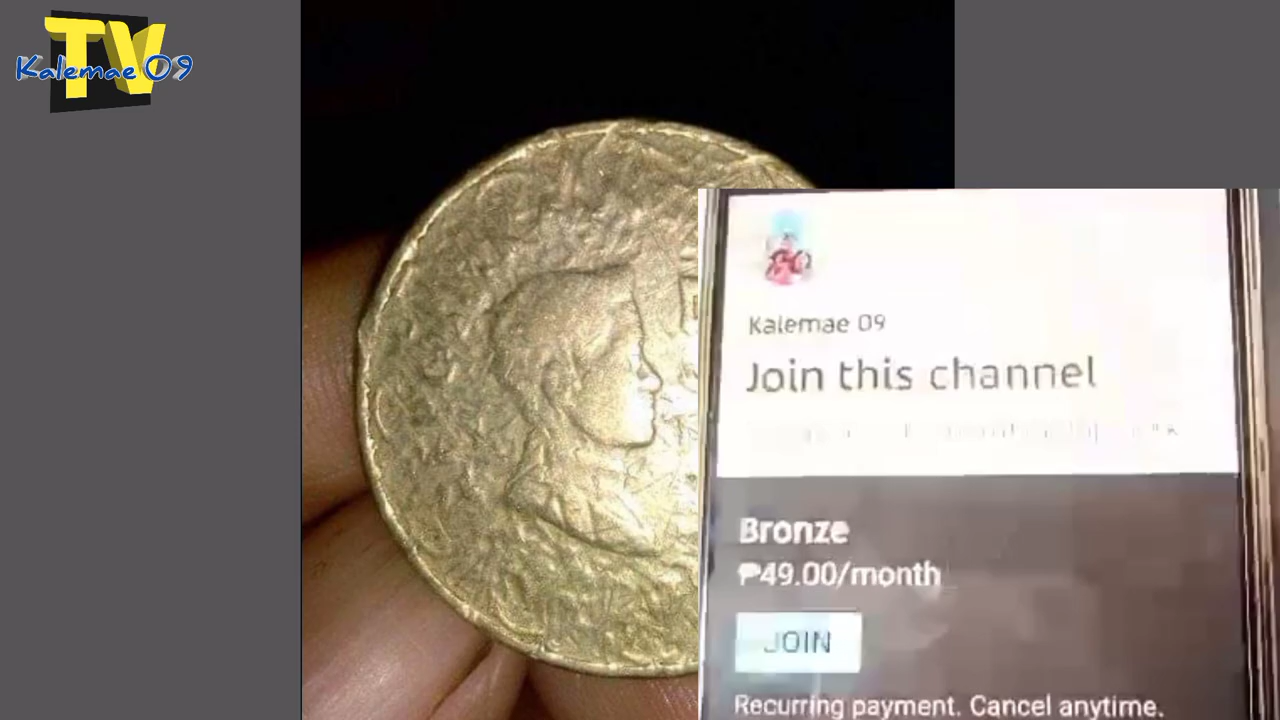 TV
Kalemae 09
Kalemae 09
Join this channel
Bronze
₱49.00/month
JOIN
Recurring payment. Cancel anytime.